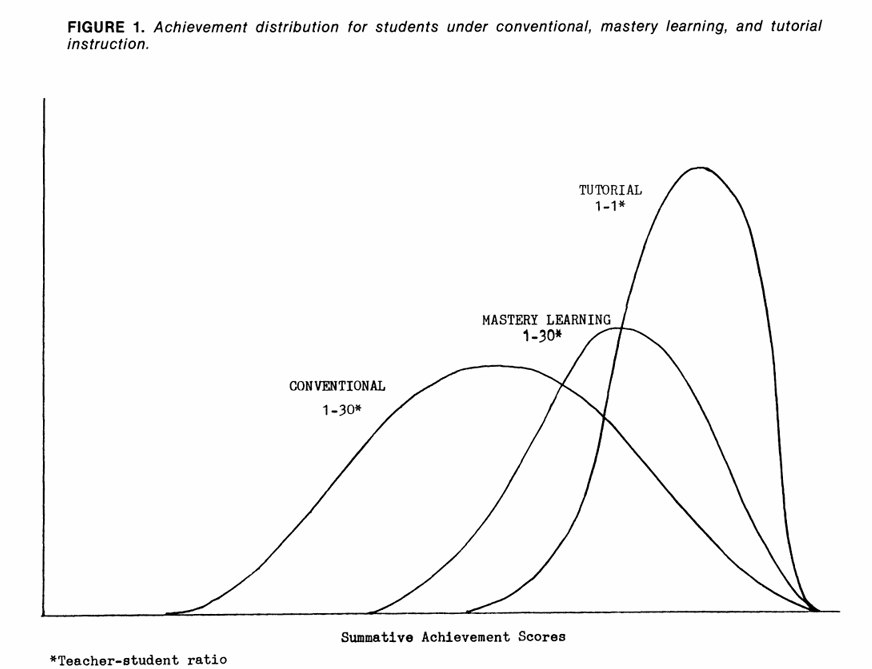 FIGURE 1. Achievement distribution for students under conventional, mastery learning, and tutorial
instruction.
TUTORIAL
1-1*
MASTERY LEARNING
1-30*
CONVENTIONAL
1-30*
Summative Achievement Scores
*Teacher-student ratio